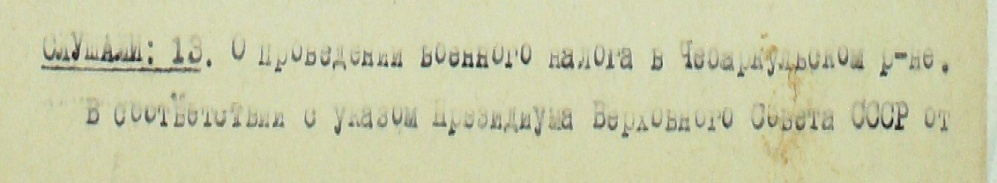 СЛУШАЛИ: 13. О проведении военного налога в Чебаркульском р-не.
В соответствии с указом Президиума Верховного Совета СССР от